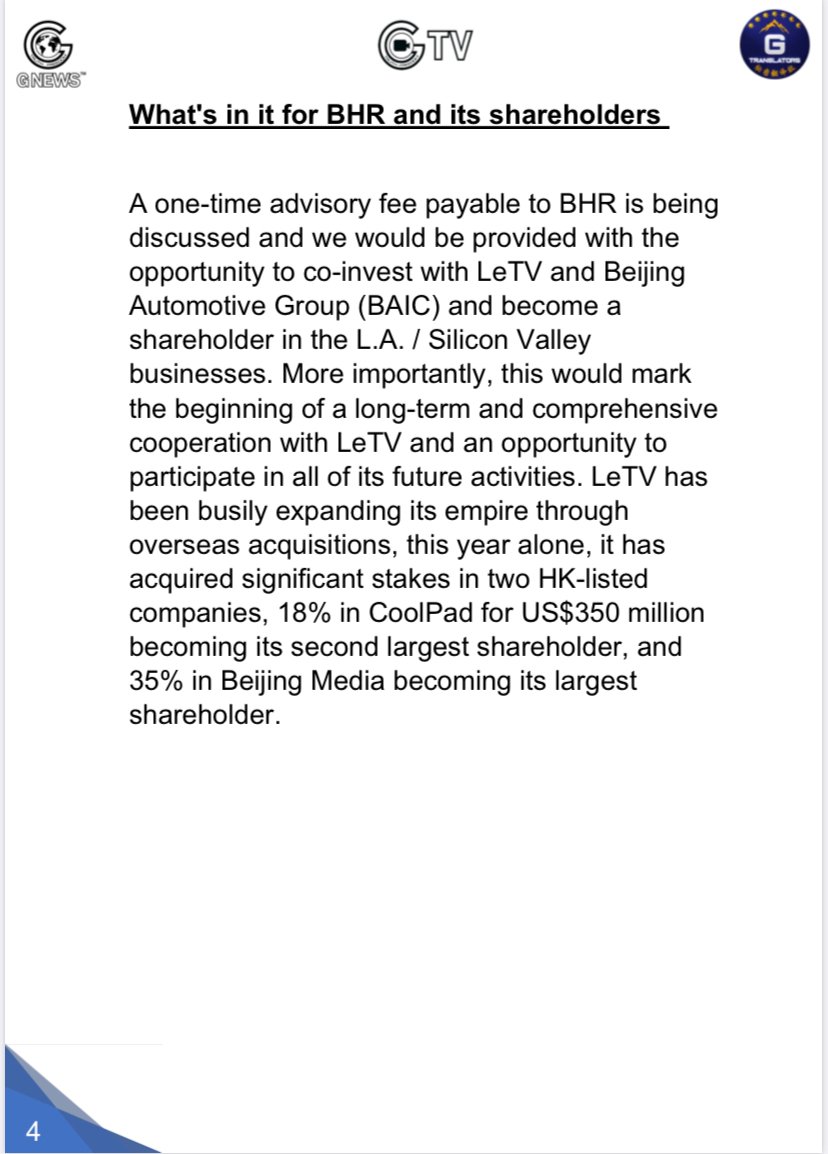 GNEWS™
GTV
G
TRANSLATORS
What's in it for BHR and its shareholders
A one-time advisory fee payable to BHR is being
discussed and we would be provided with the
opportunity to co-invest with LeTV and Beijing
Automotive Group (BAIC) and become a
shareholder in the L.A. / Silicon Valley
businesses. More importantly, this would mark
the beginning of a long-term and comprehensive
cooperation with LeTV and an opportunity to
participate in all of its future activities. LeTV has
been busily expanding its empire through
overseas acquisitions, this year alone, it has
acquired significant stakes in two HK-listed
companies, 18% in CoolPad for US$350 million
becoming its second largest shareholder, and
35% in Beijing Media becoming its largest
shareholder.
4